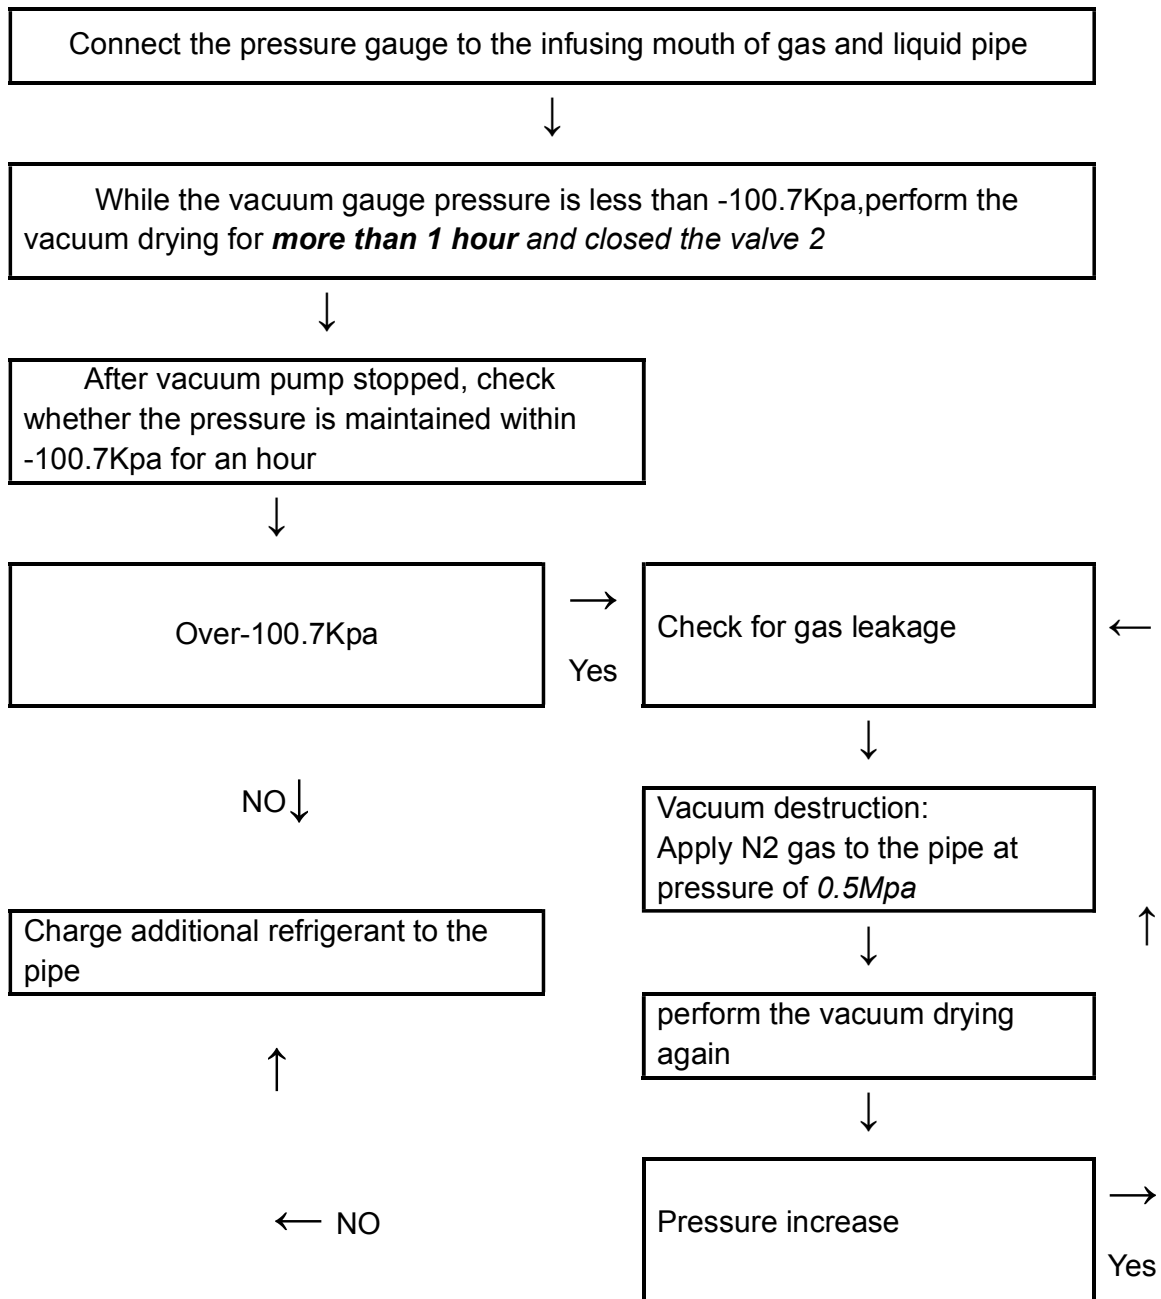 Connect the pressure gauge to the infusing mouth of gas and liquid pipe
↓
While the vacuum gauge pressure is less than -100.7Kpa,perform the
vacuum drying for more than 1 hour and closed the valve 2
↓
After vacuum pump stopped, check
whether the pressure is maintained within
-100.7Kpa for an hour
↓
Over-100.7Kpa
→
Yes
Check for gas leakage
←
↓
NO↓
Vacuum destruction:
Apply N2 gas to the pipe at
pressure of 0.5Mpa
Charge additional refrigerant to the
pipe
↑
↓
perform the vacuum drying
again
↑
↓
← NO
Pressure increase
→
Yes